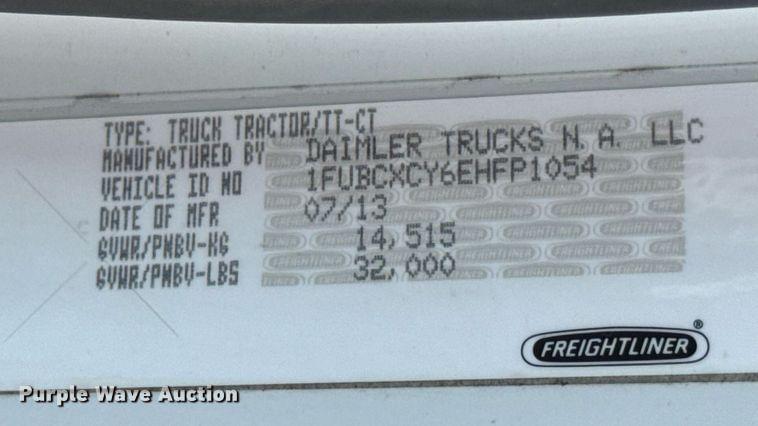 TYPE: TRUCK TRACTOR/TT-CT
MANUFACTURED BY DAIMLER TRUCKS N. A. LLC
VEHICLE ID NO 1FUBCXCY6EHFP1054
DATE OF MFR 07/13
GVWR/PNBV-KG 14,515
GVWR/PNBV-LBS 32,000
FREIGHTLINER®
Purple Wave Auction